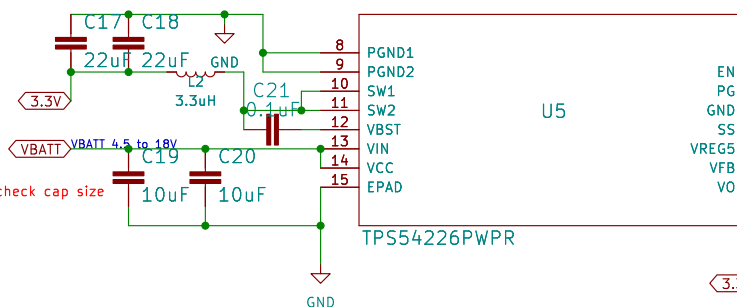 C17 C18
22uF 22uF
GND
L2
3.3uH
3.3V
C21
0.1uF
VBATT
VBATT 4.5 to 18V
C19 C20
10uF 10uF
check cap size
GND
8 PGND1
9 PGND2
10 SW1
11 SW2
12 VBST
13 VIN
14 VCC
15 EPAD
U5
EN
PG
GND
SS
VREG5
VFB
VO
TPS54226PWPR
3.